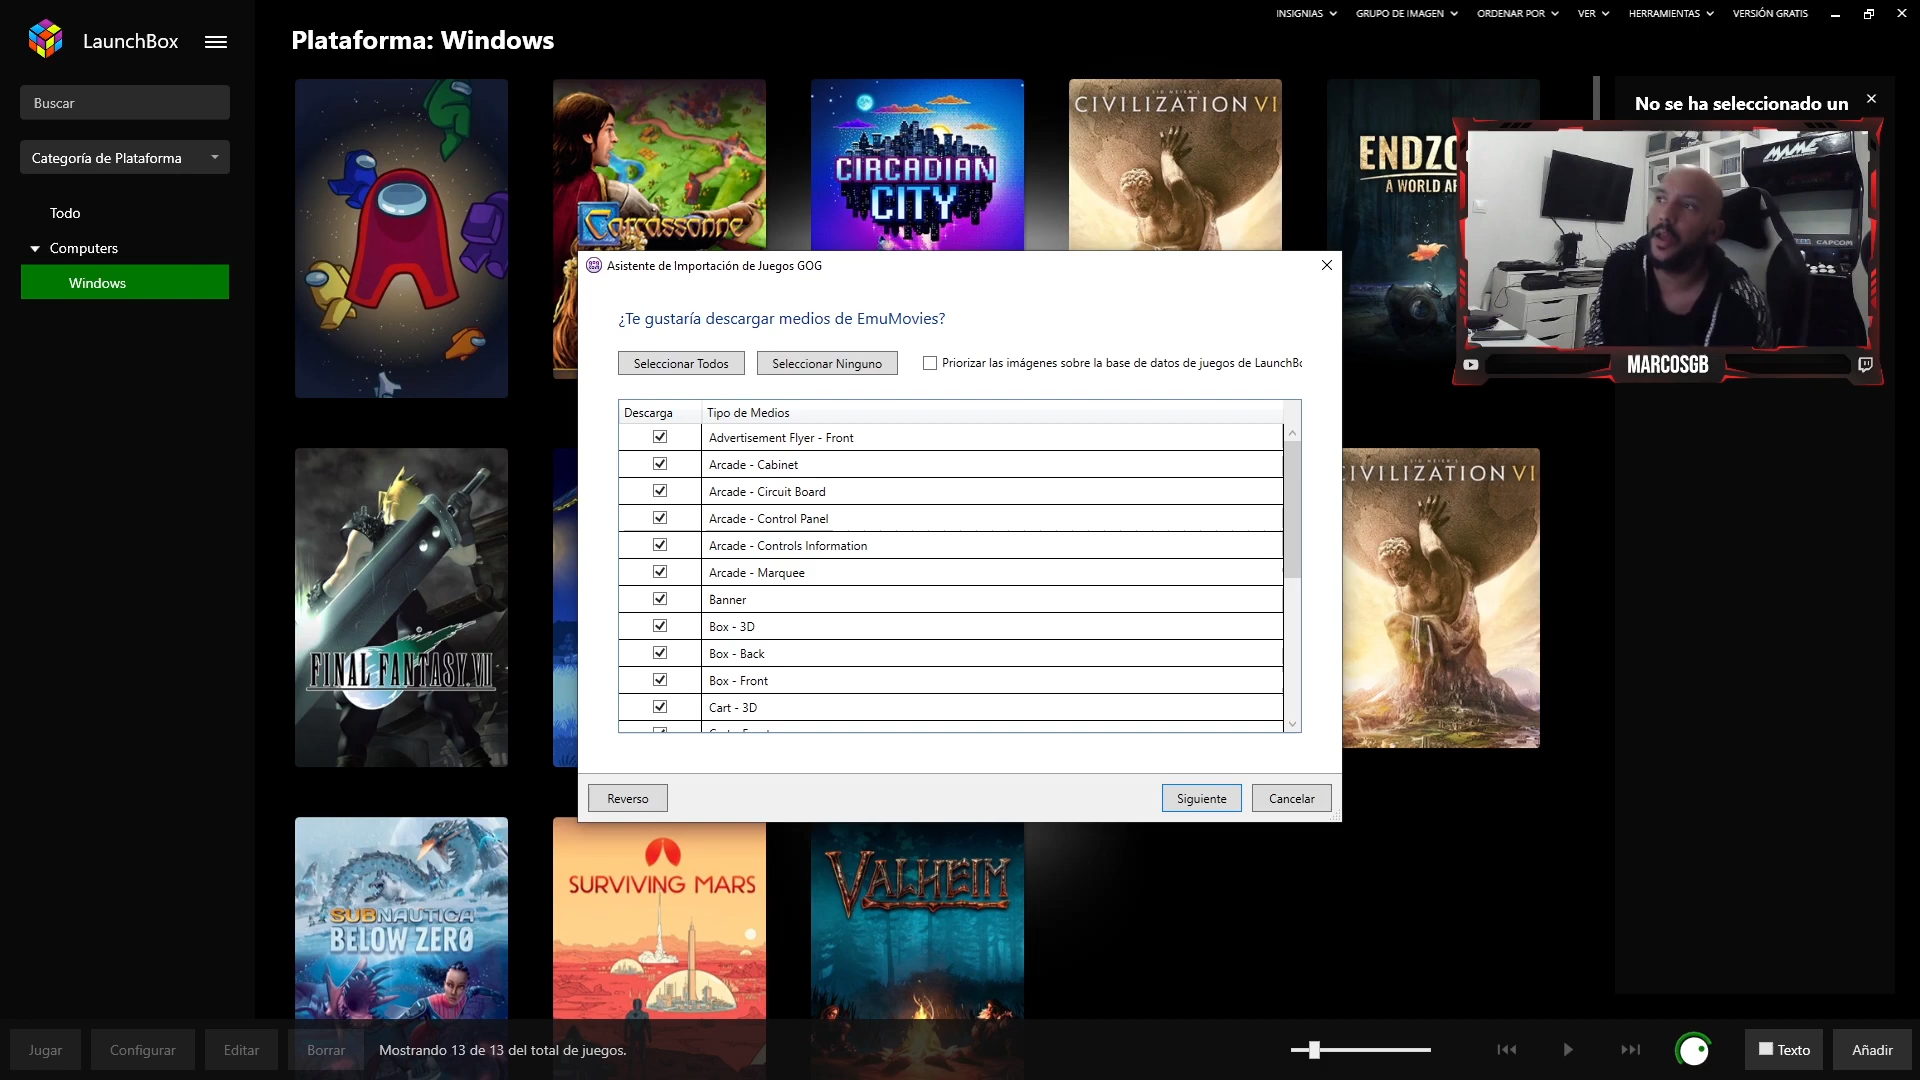 INSIGNIAS
GRUPO DE IMAGEN
ORDENAR POR
VER
HERRAMIENTAS
VERSIÓN GRATIS
LaunchBox
Plataforma: Windows
Buscar
Categoría de Plataforma
Todo
Computers
Windows
Carcassonne
CIRCADIAN
CITY
SID MEIER'S
CIVILIZATION VI
ENDZO
A WORLD AP
No se ha seleccionado un
MAME
CAPCOM
MARCOSGB
Asistente de Importación de Juegos GOG
¿Te gustaría descargar medios de EmuMovies?
Seleccionar Todos
Seleccionar Ninguno
Priorizar las imágenes sobre la base de datos de juegos de LaunchBo
Descarga
Tipo de Medios
Advertisement Flyer - Front
Arcade - Cabinet
Arcade - Circuit Board
Arcade - Control Panel
Arcade - Controls Information
Arcade - Marquee
Banner
Box - 3D
Box - Back
Box - Front
Cart - 3D
Reverso
Siguiente
Cancelar
FINAL FANTASY VII
SID MEIER'S
CIVILIZATION VI
SUBNAUTICA
BELOW ZERO
SURVIVING MARS
VALHEIM
Jugar
Configurar
Editar
Borrar
Mostrando 13 de 13 del total de juegos.
Texto
Añadir